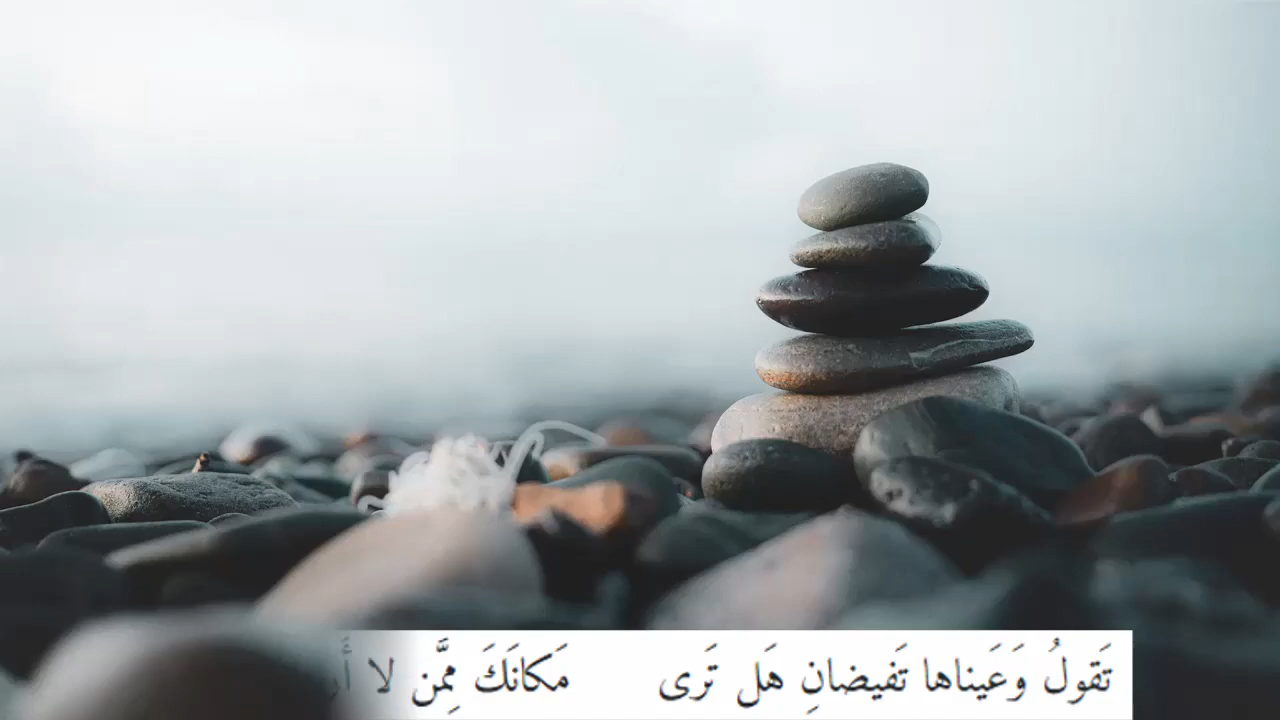 تَقولُ وَعَيناها تَفيضانِ هَل تَرى مَكانَكَ مِمَّن لا